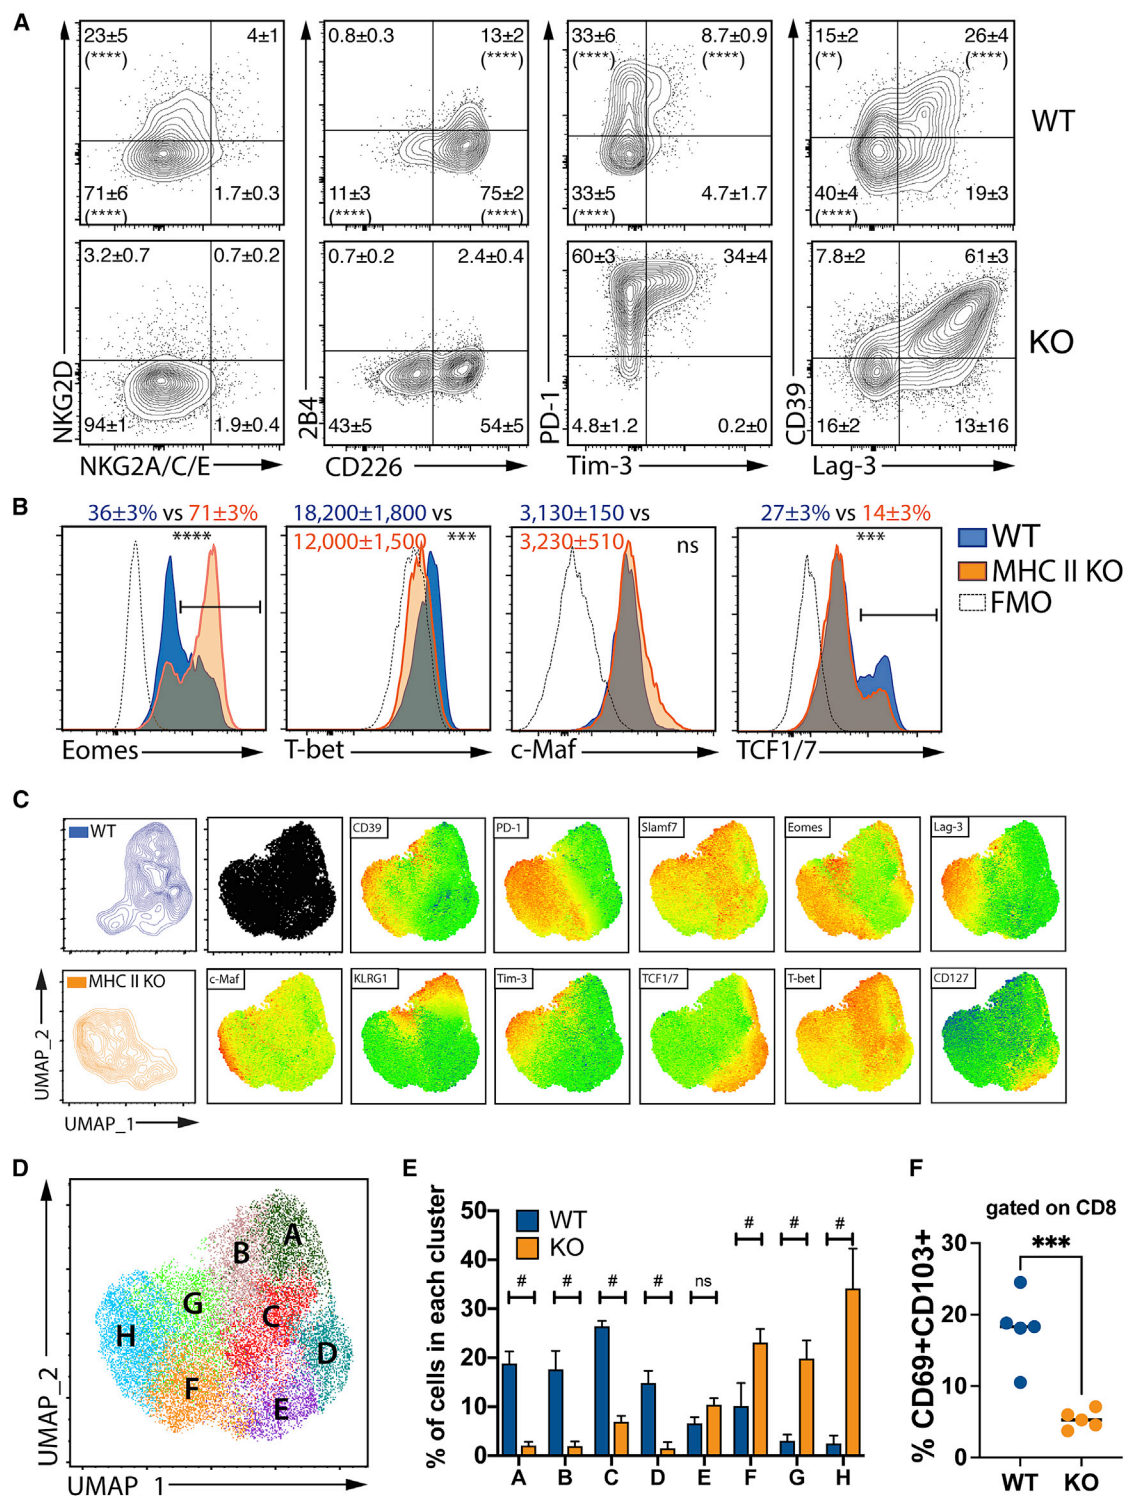 A
23±5
(****)
4±1
71±6
(****)
1.7±0.3
0.8±0.3
13±2
(****)
11±3
(****)
75±2
(****)
33±6
(****)
8.7±0.9
(****)
33±5
(****)
4.7±1.7
15±2
(**)
26±4
(****)
40±4
(****)
19±3
WT
3.2±0.7
0.7±0.2
94±1
1.9±0.4
0.7±0.2
2.4±0.4
43±5
54±5
60±3
34±4
4.8±1.2
0.2±0
7.8±2
61±3
16±2
13±16
KO
NKG2D
2B4
PD-1
CD39
NKG2A/C/E
CD226
Tim-3
Lag-3
B
36±3% vs 71±3%
****
18,200±1,800 vs
12,000±1,500
***
3,130±150 vs
3,230±510
ns
27±3% vs 14±3%
***
WT
MHC II KO
FMO
Eomes
T-bet
c-Maf
TCF1/7
C
WT
CD39
PD-1
Slamf7
Eomes
Lag-3
MHC II KO
c-Maf
KLRG1
Tim-3
TCF1/7
T-bet
CD127
UMAP_2
UMAP_1
D
A
B
C
D
E
F
G
H
UMAP_2
UMAP_1
E
% of cells in each cluster
50
40
30
20
10
0
WT
KO
# # # # ns # # #
A B C D E F G H
F
gated on CD8
***
% CD69+CD103+
30
20
10
0
WT KO